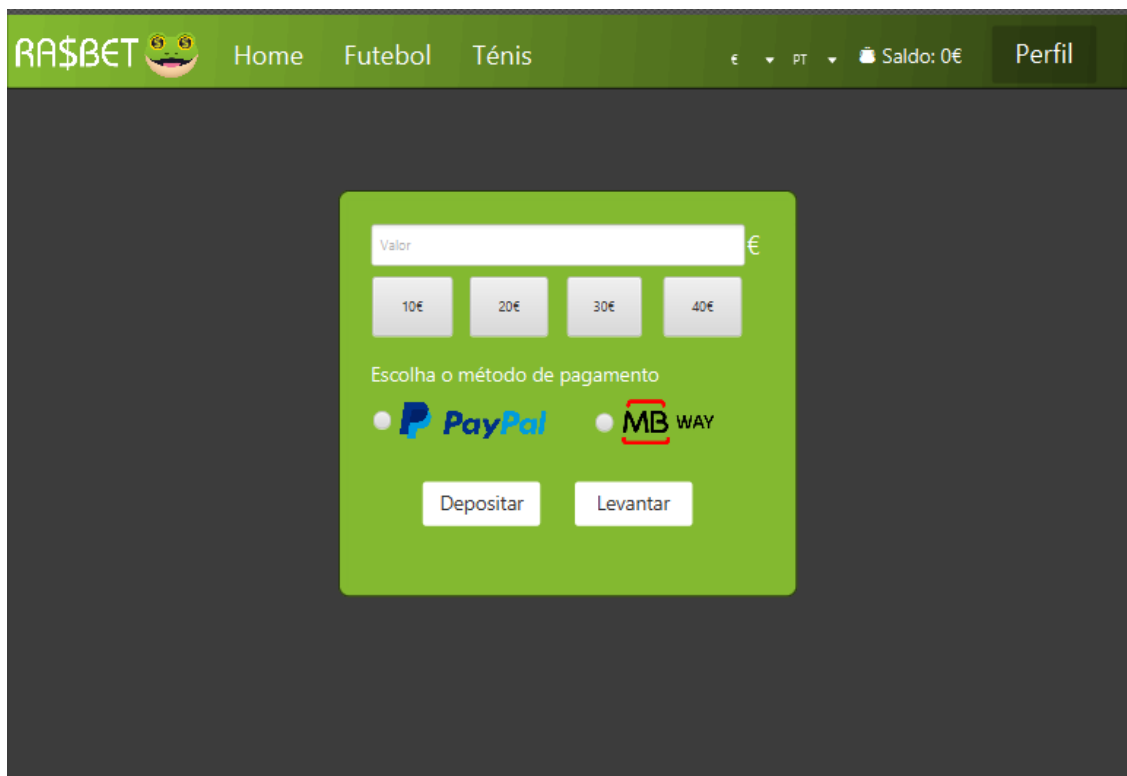 RA$BET Home Futebol Ténis € PT Saldo: 0€ Perfil
Valor €
10€ 20€ 30€ 40€
Escolha o método de pagamento
PayPal MB WAY
Depositar Levantar